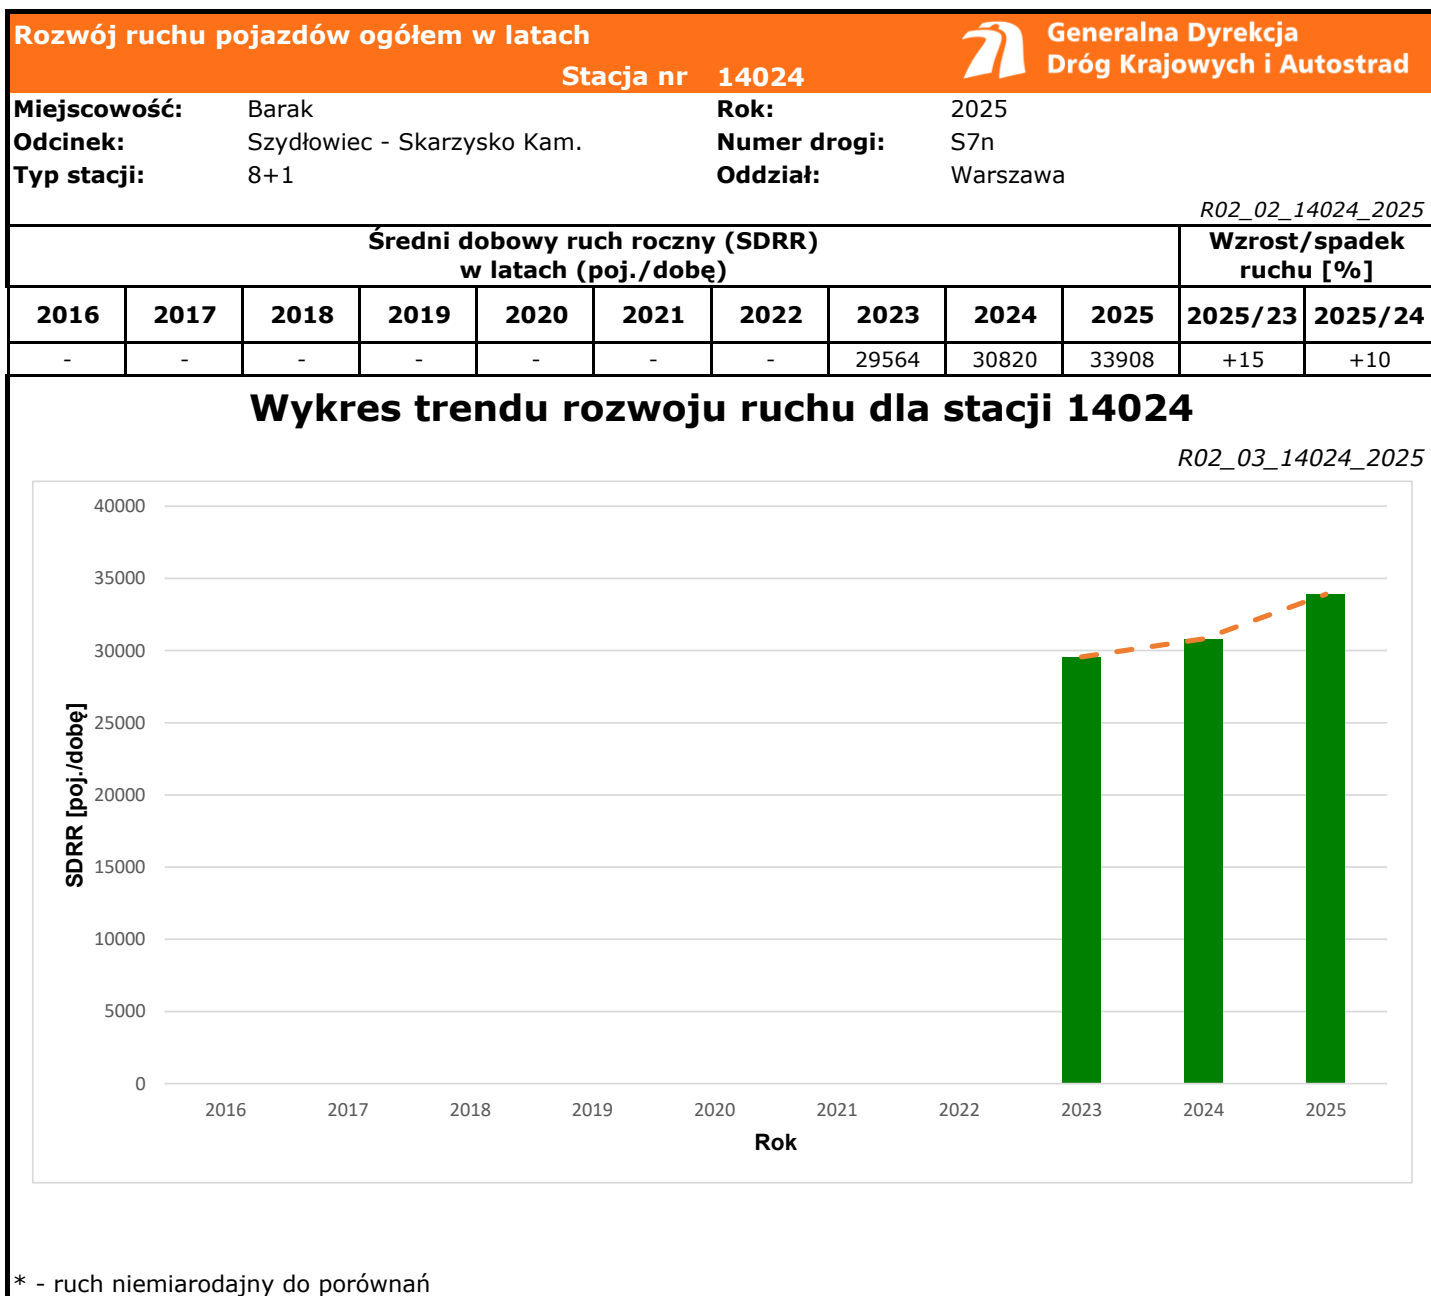 Rozwój ruchu pojazdów ogółem w latach
Generalna Dyrekcja
Dróg Krajowych i Autostrad
Stacja nr 14024
Miejscowość: Barak Rok: 2025
Odcinek: Szydłowiec - Skarzysko Kam. Numer drogi: S7n
Typ stacji: 8+1 Oddział: Warszawa
R02_02_14024_2025
Średni dobowy ruch roczny (SDRR)
w latach (poj./dobę)
Wzrost/spadek
ruchu [%]
2016 2017 2018 2019 2020 2021 2022 2023 2024 2025 2025/23 2025/24
- - - - - - - 29564 30820 33908 +15 +10
Wykres trendu rozwoju ruchu dla stacji 14024
R02_03_14024_2025
40000
35000
30000
25000
20000
15000
10000
5000
0
SDRR [poj./dobę]
2016 2017 2018 2019 2020 2021 2022 2023 2024 2025
Rok
* - ruch niemiarodajny do porównań